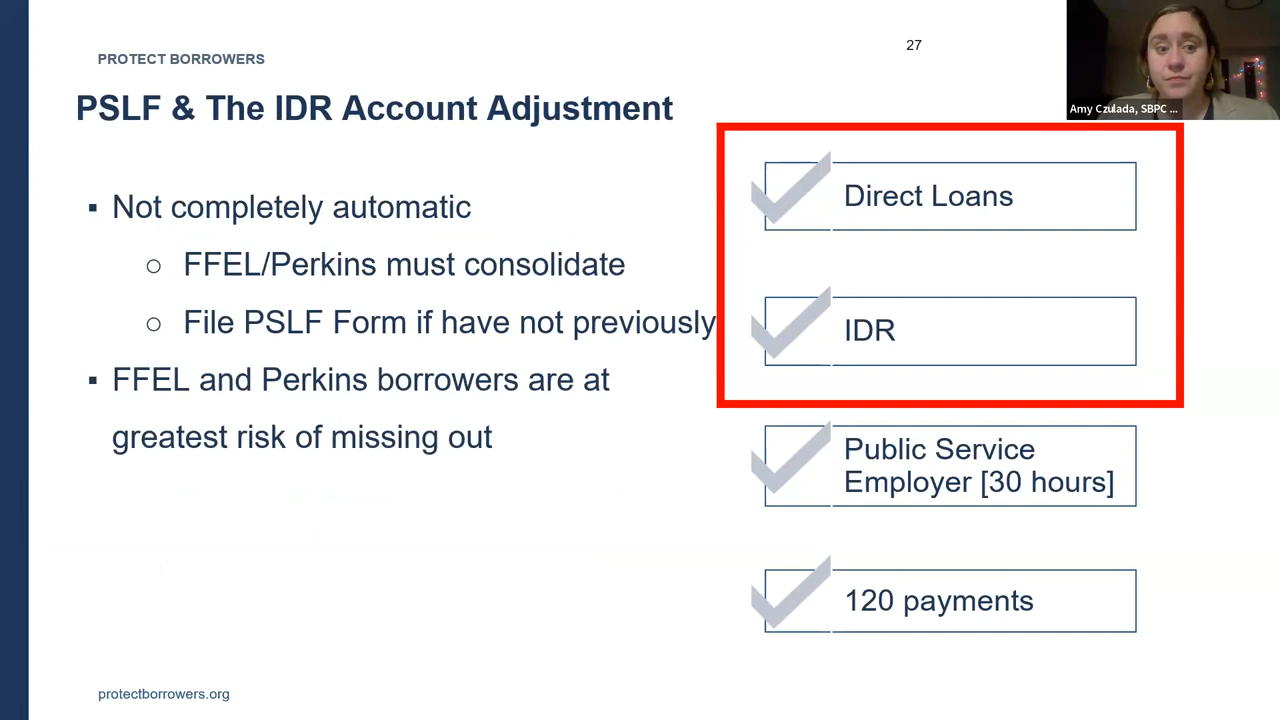 27
PROTECT BORROWERS
Amy Czulada, SBPC ...
PSLF & The IDR Account Adjustment
▪ Not completely automatic
○ FFEL/Perkins must consolidate
○ File PSLF Form if have not previously
▪ FFEL and Perkins borrowers are at
greatest risk of missing out
Direct Loans
IDR
Public Service
Employer [30 hours]
120 payments
protectborrowers.org